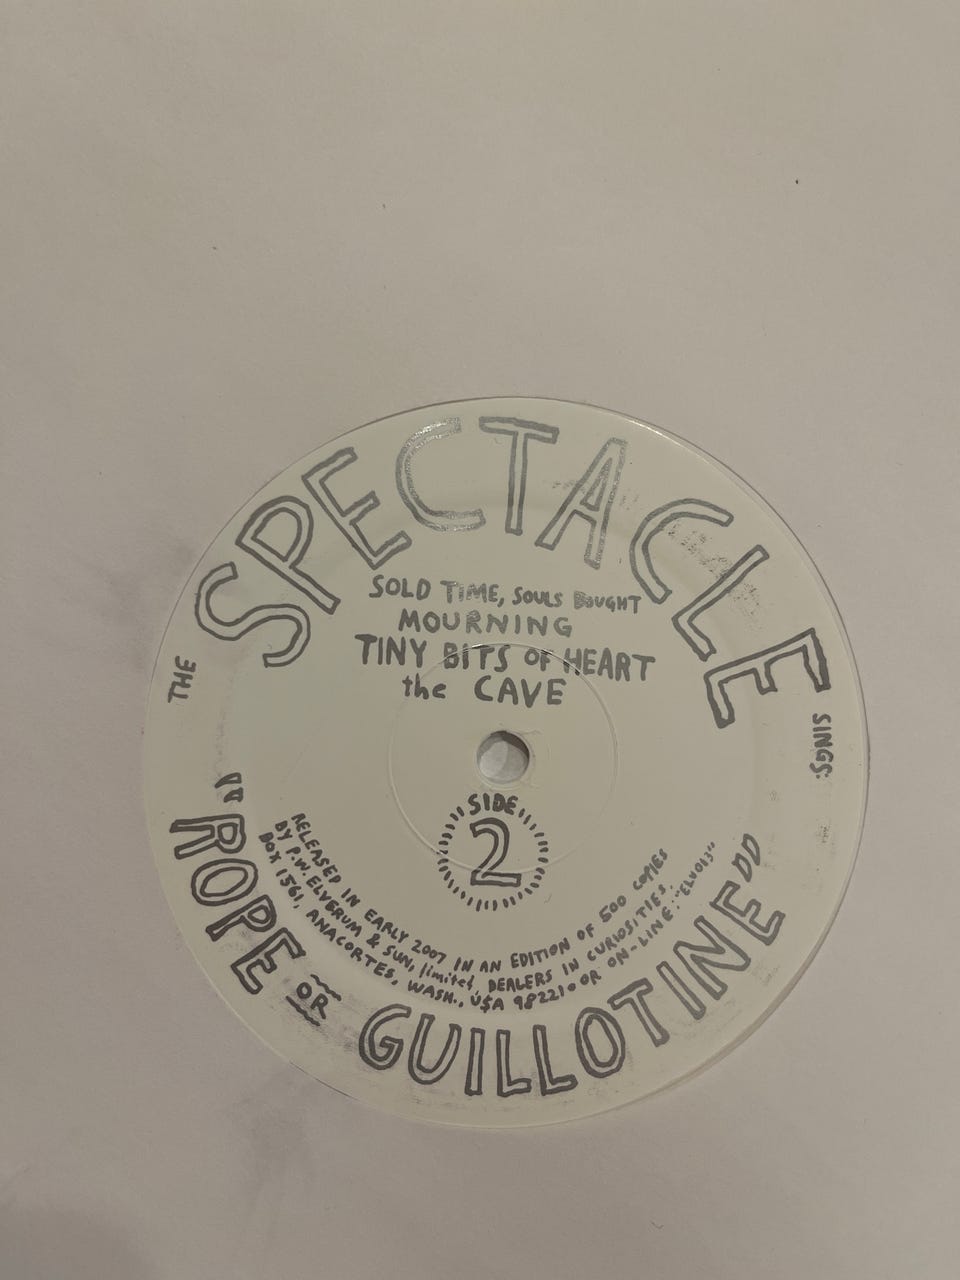 THE SPECTACLE SINGS:
SOLD TIME, SOULS BOUGHT
MOURNING
TINY BITS OF HEART
the CAVE
SIDE
2
RELEASED IN EARLY 2007 IN AN EDITION OF 500 COPIES
BY P.W. ELVERUM & SUN, limited, DEALERS IN CURIOSITIES.
BOX 1561, ANACORTES, WASH., U$A 98221 • OR ON-LINE:
"ROPE OR GUILLOTINE"